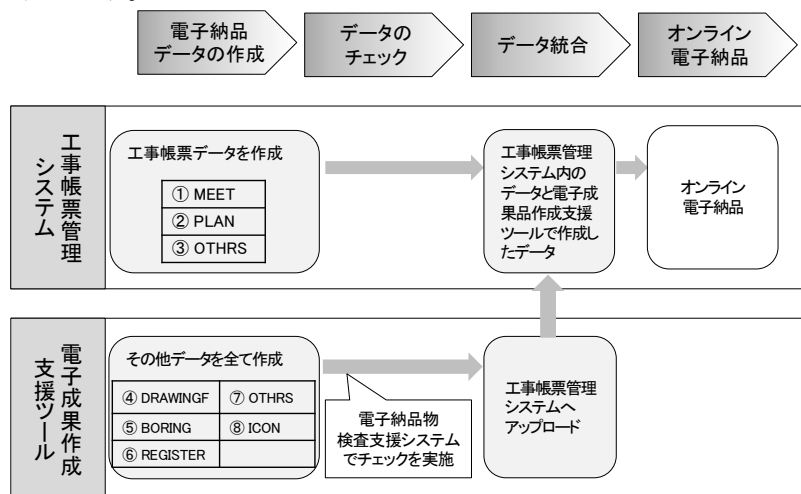 電子納品
データの作成
データの
チェック
データ統合
オンライン
電子納品
工事帳票管理
システム
工事帳票データを作成
① MEET
② PLAN
③ OTHRS
工事帳票管理
システム内の
データと電子成
果品作成支援
ツールで作成し
たデータ
オンライン
電子納品
電子成果作成
支援ツール
その他データを全て作成
④ DRAWINGF
⑦ OTHRS
⑤ BORING
⑧ ICON
⑥ REGISTER
電子納品物
検査支援システム
でチェックを実施
工事帳票管理
システムへ
アップロード